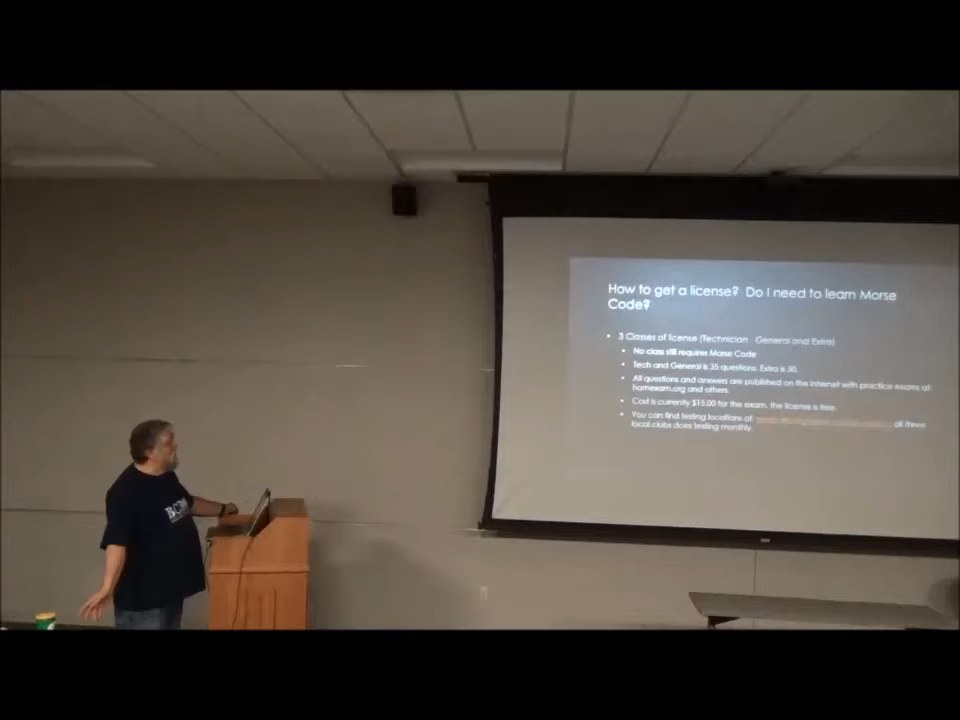 How to get a license? Do I need to learn Morse
Code?
• 3 Classes of license (Technician General and Extra)
• No class still requires Morse Code
• Tech and General is 35 questions. Extra is 50.
• All questions and answers are published on the internet with practice exams at:
hamexam.org and others.
• Cost is currently $15.00 for the exam. the license is free.
• You can find testing locations at: all three
local clubs does testing monthly.